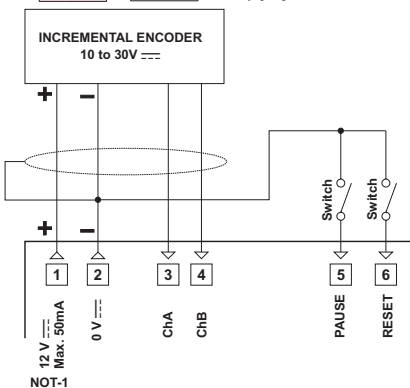 INCREMENTAL ENCODER
10 to 30V
+ −
Switch
Switch
+ −
1 2 3 4 5 6
12 V
Max. 50mA
0 V
ChA
ChB
PAUSE
RESET
NOT-1